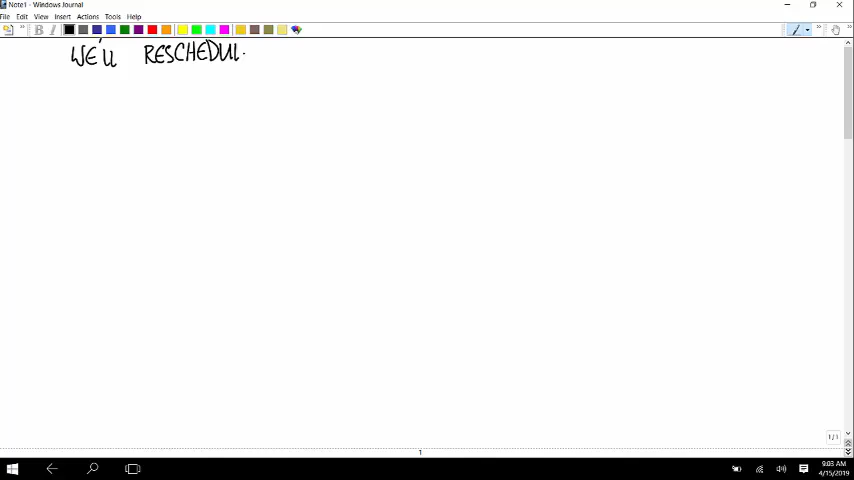 Note1 - Windows Journal
File Edit View Insert Actions Tools Help
B I
WE'LL RESCHEDUL
1/1
1
9:03 AM
4/15/2019